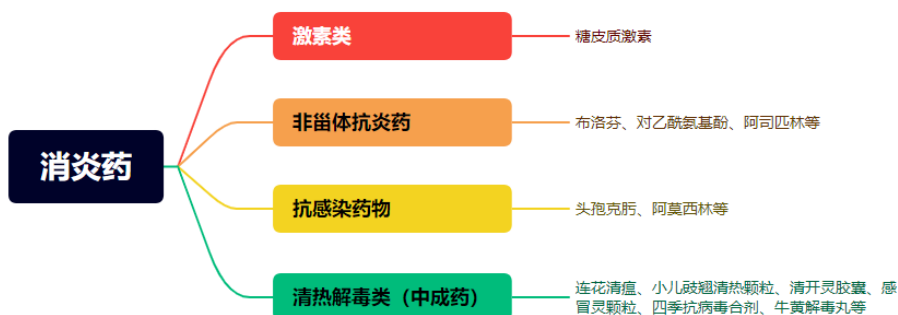 激素类
糖皮质激素
非甾体抗炎药
布洛芬、对乙酰氨基酚、阿司匹林等
消炎药
抗感染药物
头孢克肟、阿莫西林等
清热解毒类（中成药）
连花清瘟、小儿豉翘清热颗粒、清开灵胶囊、感
冒灵颗粒、四季抗病毒合剂、牛黄解毒丸等